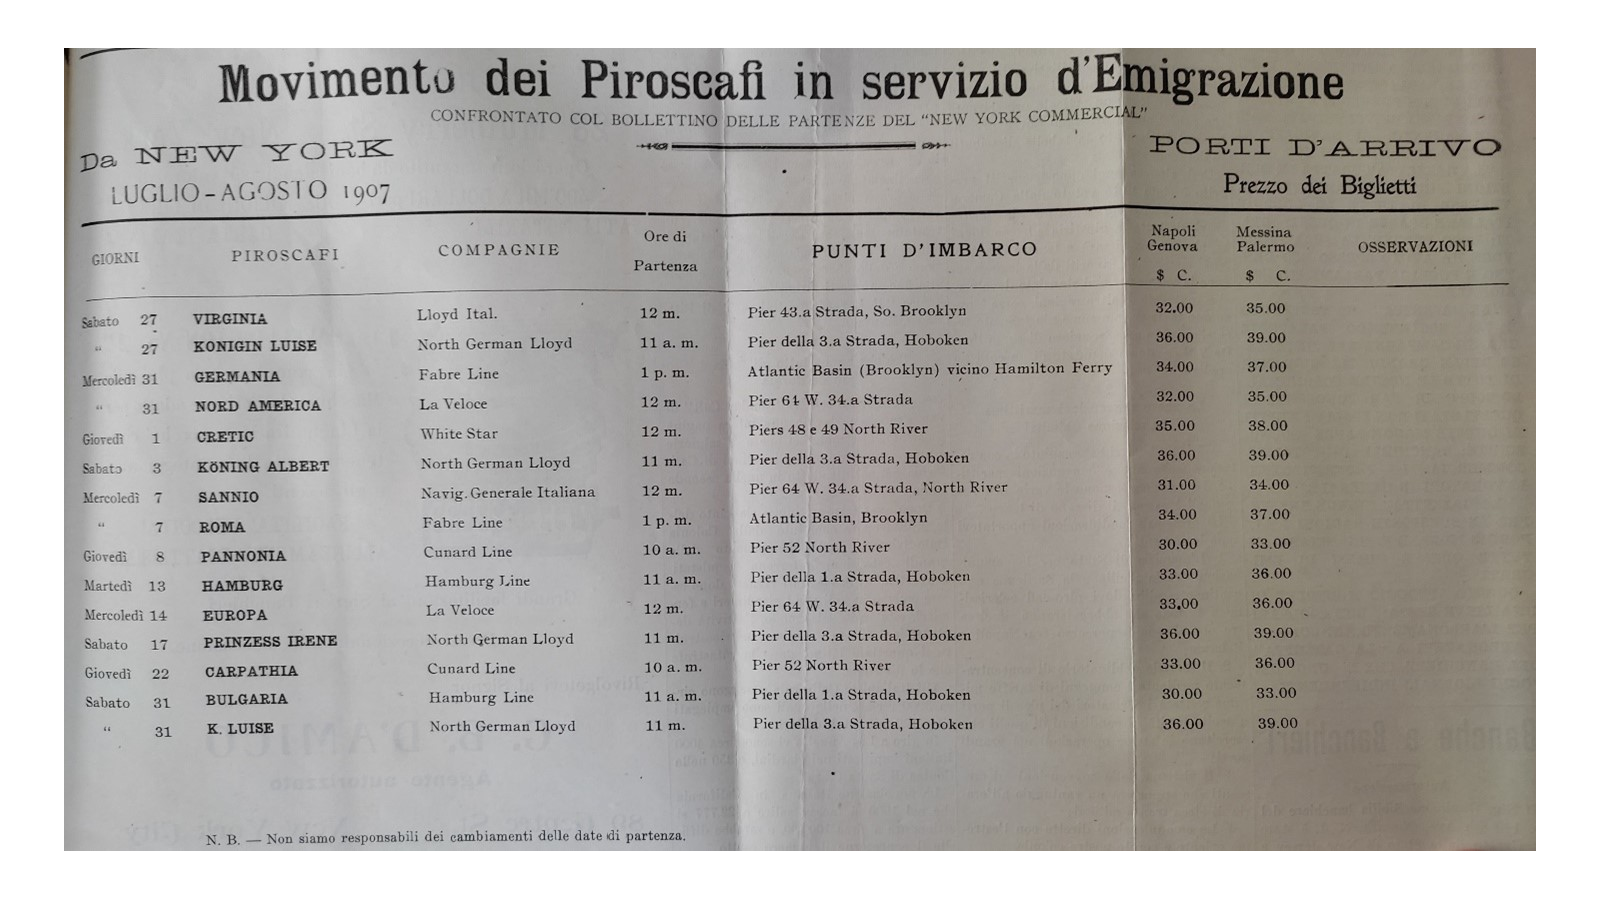 Movimento dei Piroscafi in servizio d'Emigrazione
CONFRONTATO COL BOLLETTINO DELLE PARTENZE DEL "NEW YORK COMMERCIAL"
Da NEW YORK
LUGLIO - AGOSTO 1907
PORTI D'ARRIVO
Prezzo dei Biglietti
GIORNI PIROSCAFI COMPAGNIE Ore di Partenza PUNTI D'IMBARCO Napoli Genova $ C. Messina Palermo $ C. OSSERVAZIONI
Sabato 27 VIRGINIA Lloyd Ital. 12 m. Pier 43.a Strada, So. Brooklyn 32.00 35.00
“ 27 KONIGIN LUISE North German Lloyd 11 a. m. Pier della 3.a Strada, Hoboken 36.00 39.00
Mercoledì 31 GERMANIA Fabre Line 1 p. m. Atlantic Basin (Brooklyn) vicino Hamilton Ferry 34.00 37.00
“ 31 NORD AMERICA La Veloce 12 m. Pier 64 W. 34.a Strada 32.00 35.00
Giovedì 1 CRETIC White Star 12 m. Piers 48 e 49 North River 35.00 38.00
Sabato 3 KÖNING ALBERT North German Lloyd 11 m. Pier della 3.a Strada, Hoboken 36.00 39.00
Mercoledì 7 SANNIO Navig. Generale Italiana 12 m. Pier 64 W. 34.a Strada, North River 31.00 34.00
“ 7 ROMA Fabre Line 1 p. m. Atlantic Basin, Brooklyn 34.00 37.00
Giovedì 8 PANNONIA Cunard Line 10 a. m. Pier 52 North River 30.00 33.00
Martedì 13 HAMBURG Hamburg Line 11 a. m. Pier della 1.a Strada, Hoboken 33.00 36.00
Mercoledì 14 EUROPA La Veloce 12 m. Pier 64 W. 34.a Strada 33.00 36.00
Sabato 17 PRINZESS IRENE North German Lloyd 11 m. Pier della 3.a Strada, Hoboken 36.00 39.00
Giovedì 22 CARPATHIA Cunard Line 10 a. m. Pier 52 North River 33.00 36.00
Sabato 31 BULGARIA Hamburg Line 11 a. m. Pier della 1.a Strada, Hoboken 30.00 33.00
“ 31 K. LUISE North German Lloyd 11 m. Pier della 3.a Strada, Hoboken 36.00 39.00
N. B. — Non siamo responsabili dei cambiamenti delle date di partenza.